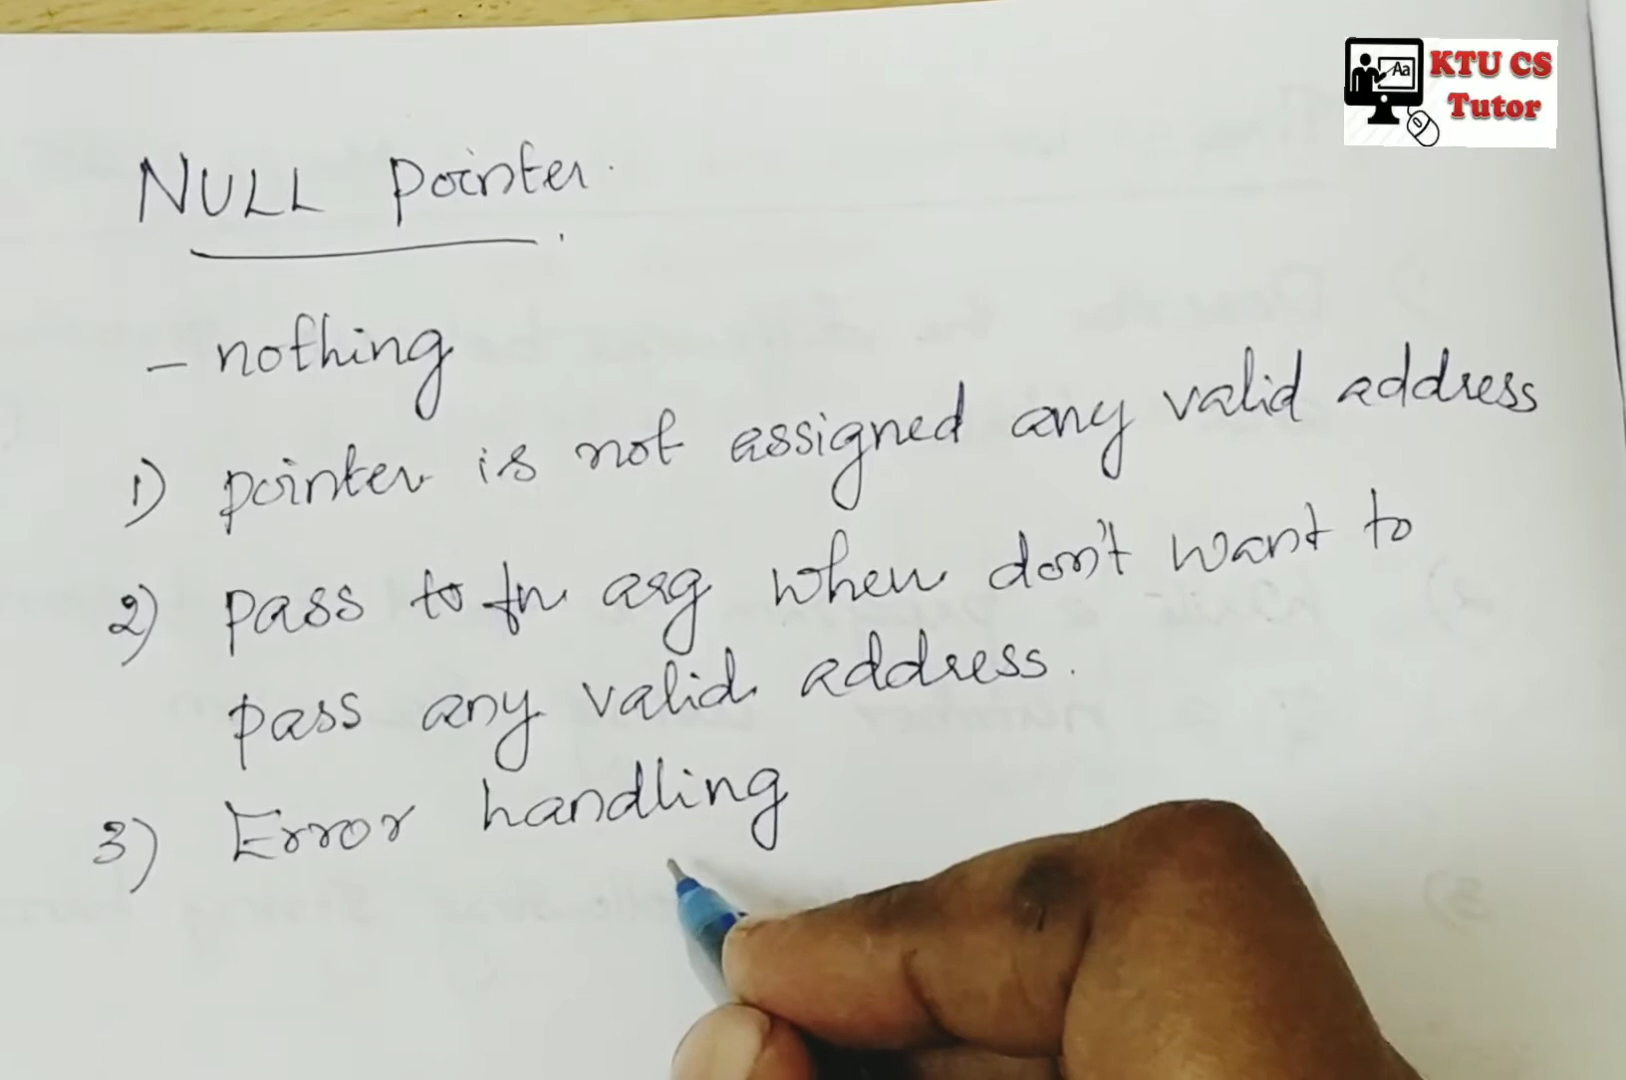 KTU CS
Tutor
Aa
NULL pointer.
- nothing
1) pointer is not assigned any valid address
2) pass to fn arg when don't want to
pass any valid address.
3) Error handling